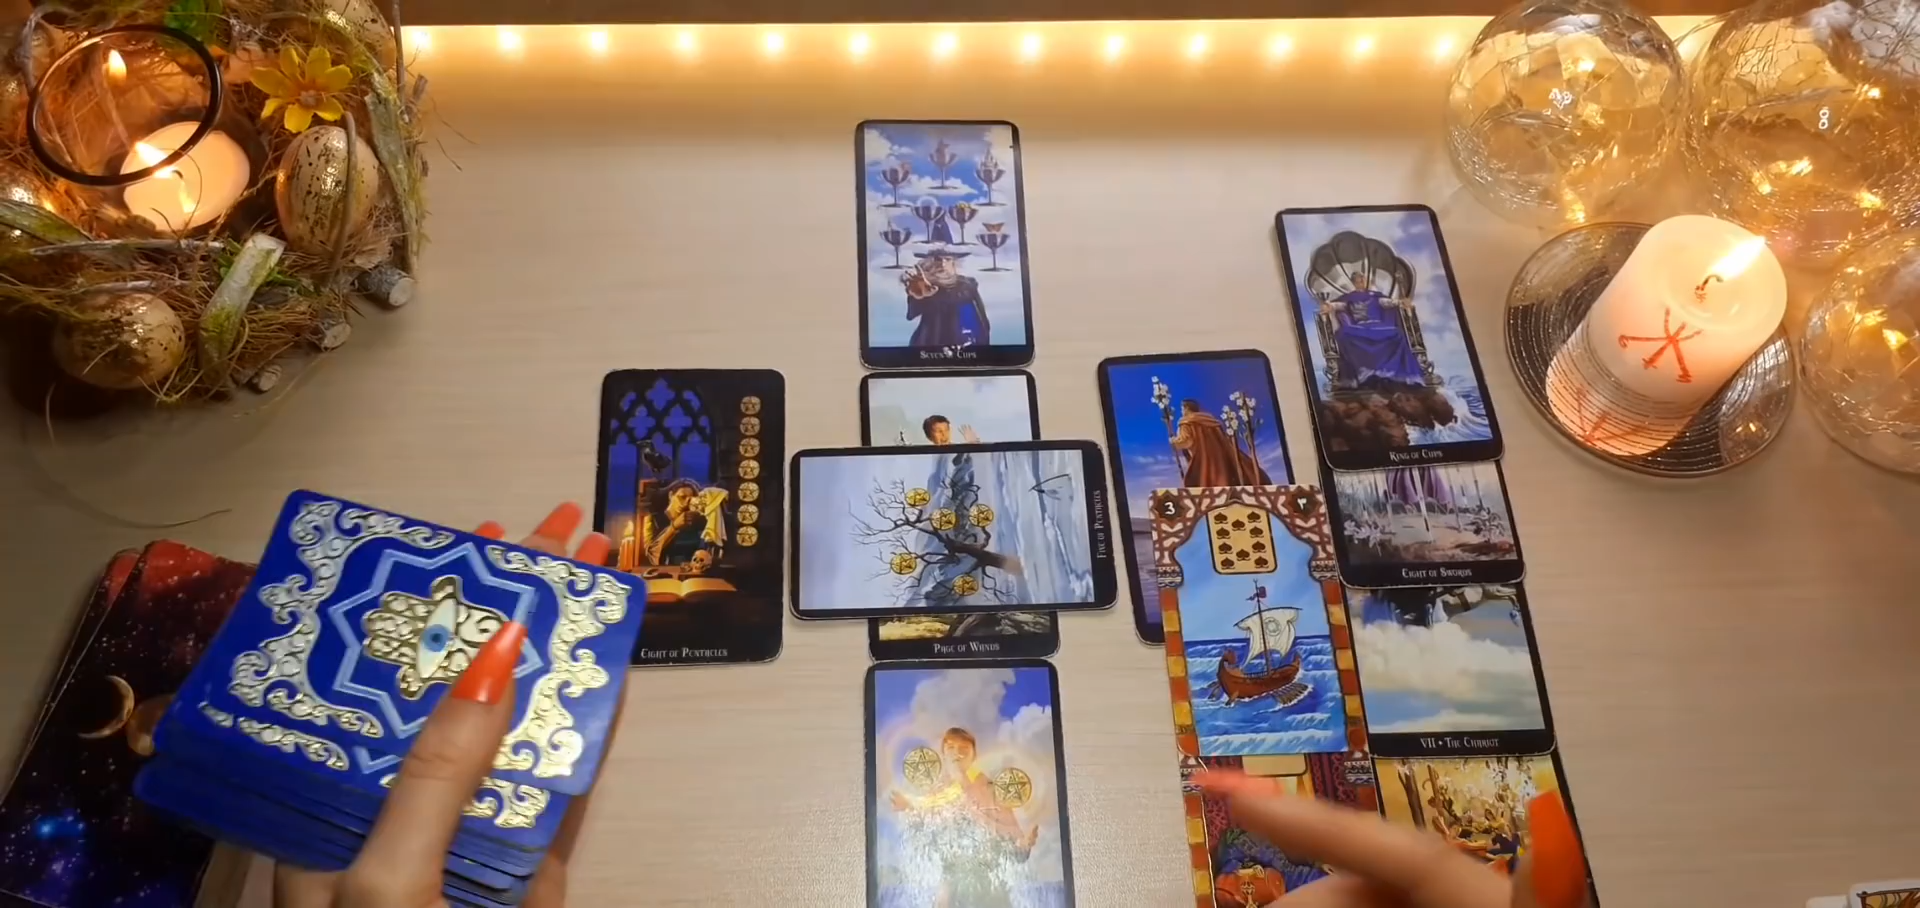 SEVEN OF CUPS
KING OF CUPS
FIVE OF PENTACLES
3
٣
EIGHT OF SWORDS
EIGHT OF PENTACLES
PAGE OF WANDS
VII • THE CHARIOT